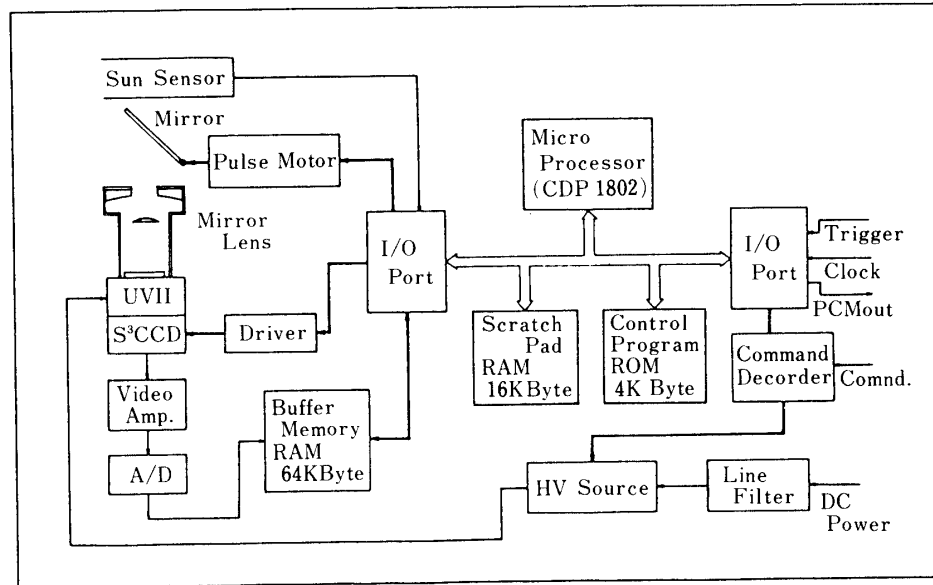 Sun Sensor
Mirror
Pulse Motor
Mirror
Lens
UVII
S³CCD
Driver
Video
Amp.
A/D
Buffer
Memory
RAM
64KByte
I/O
Port
Micro
Processor
(CDP 1802)
Scratch
Pad
RAM
16K Byte
Control
Program
ROM
4K Byte
I/O
Port
Trigger
Clock
PCMout
Command
Decorder
Comnd.
HV Source
Line
Filter
DC
Power